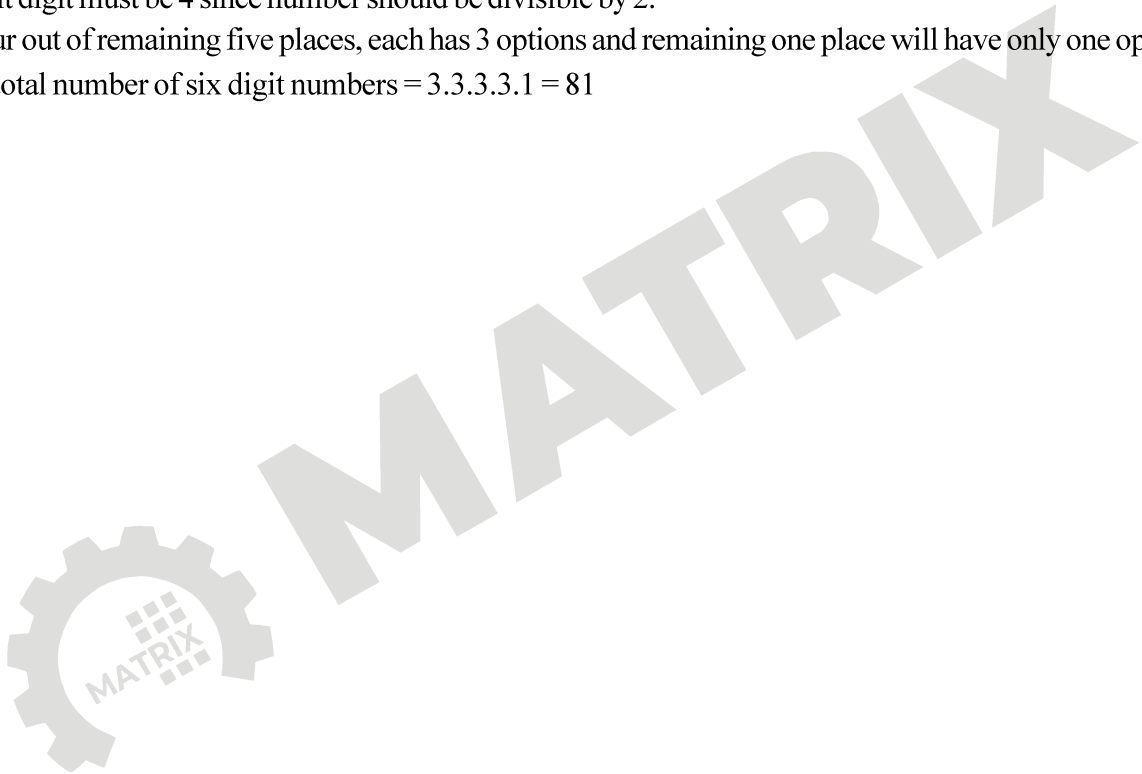 digit must be 4 since number should be divisible by 2.
out of remaining five places, each has 3 options and remaining one place will have only one
total number of six digit numbers = 3.3.3.3.1 = 81
MATRIX
MATRIX